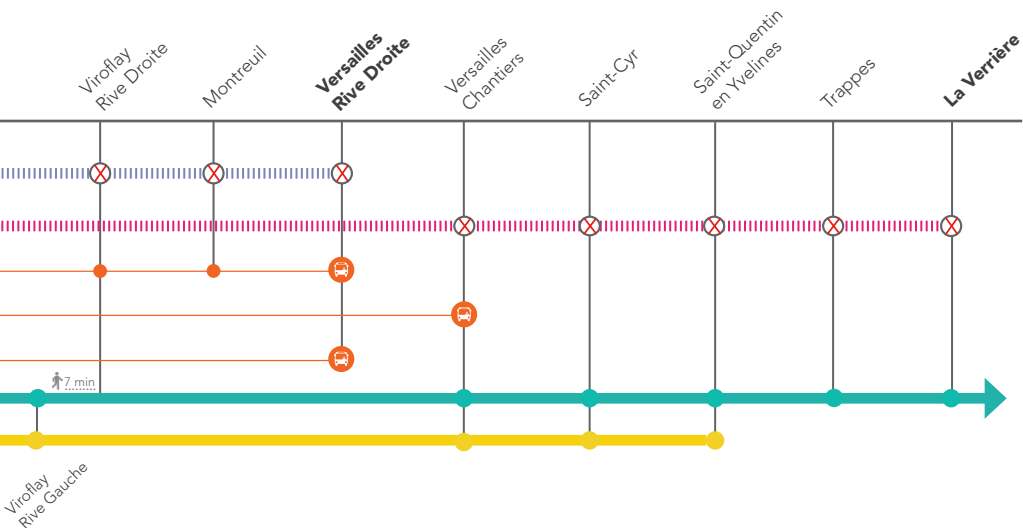 Viroflay
Rive Droite
Montreuil
Versailles
Rive Droite
Versailles
Chantiers
Saint-Cyr
Saint-Quentin
en Yvelines
Trappes
La Verrière
7 min
Viroflay
Rive Gauche